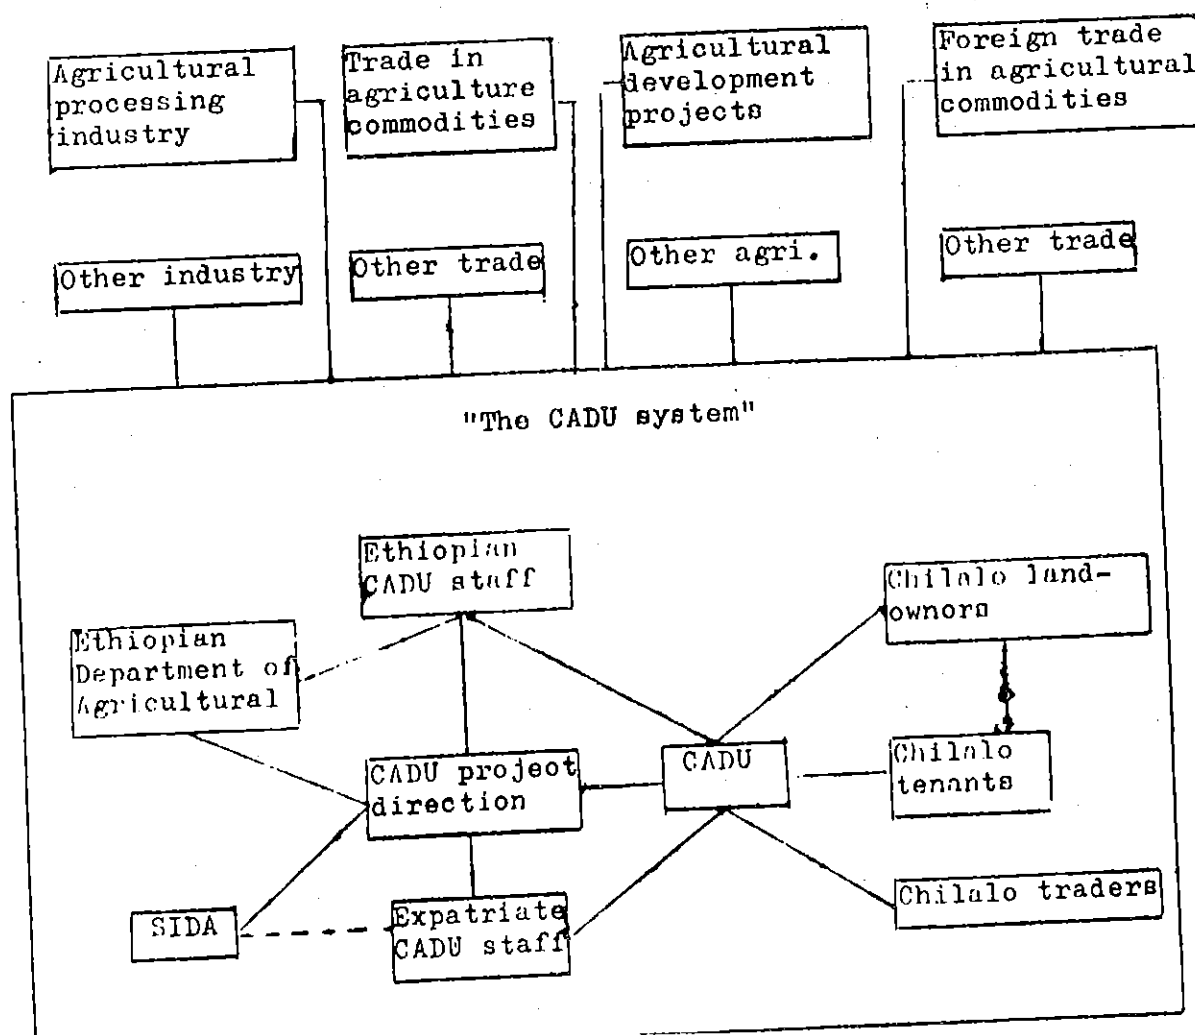 Agricultural
processing
industry
Trade in
agriculture
commodities
Agricultural
development
projects
Foreign trade
in agricultural
commodities
Other industry
Other trade
Other agri.
Other trade
"The CADU system"
Ethiopian
CADU staff
Chilalo land-
ownors
Ethiopian
Department of
Agricultural
CADU project
direction
CADU
Chilalo
tenants
SIDA
Expatriate
CADU staff
Chilalo traders